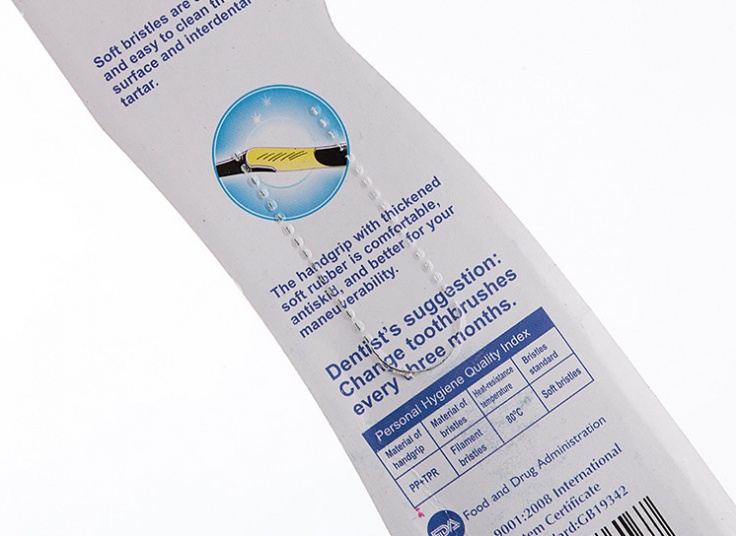 Soft bristles are
and easy to clean
surface and interdental
tartar.
The handgrip with thickened
soft rubber is comfortable,
antiskid, and better for your
maneuverability.
Dentist's suggestion:
Change toothbrushes
every three months.
Personal Hygiene Quality Index
Material of handgrip
Material of bristles
Heat-resistance temperature
Bristles standard
PP+TPR
Filament bristles
80°C
Soft bristles
FDA
Food and Drug Administration
9001:2008 International
Certificate
GB19342